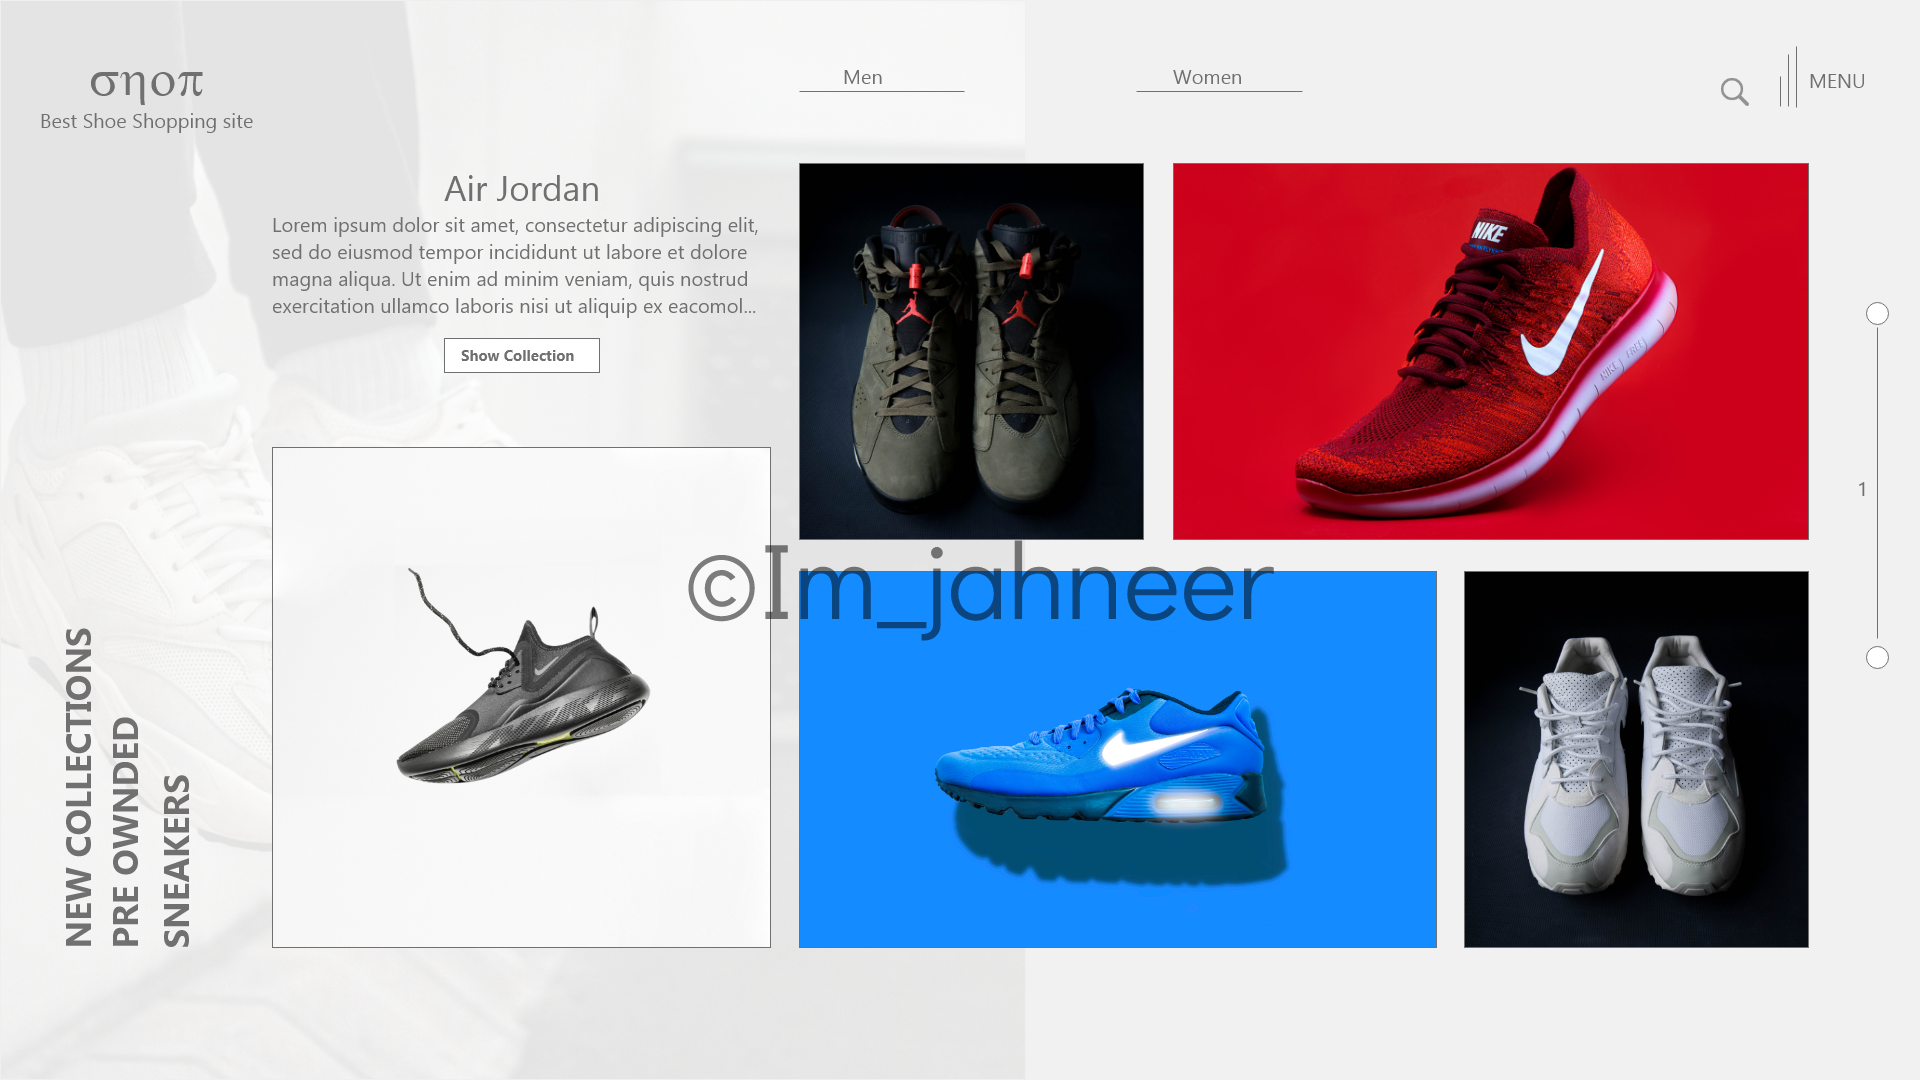 σηοπ
Best Shoe Shopping site
Men
Women
MENU
Air Jordan
Lorem ipsum dolor sit amet, consectetur adipiscing elit,
sed do eiusmod tempor incididunt ut labore et dolore
magna aliqua. Ut enim ad minim veniam, quis nostrud
exercitation ullamco laboris nisi ut aliquip ex eacomol...
Show Collection
NIKE
NIKE FREE
1
©Im_jahneer
NEW COLLECTIONS
PRE OWNDED
SNEAKERS